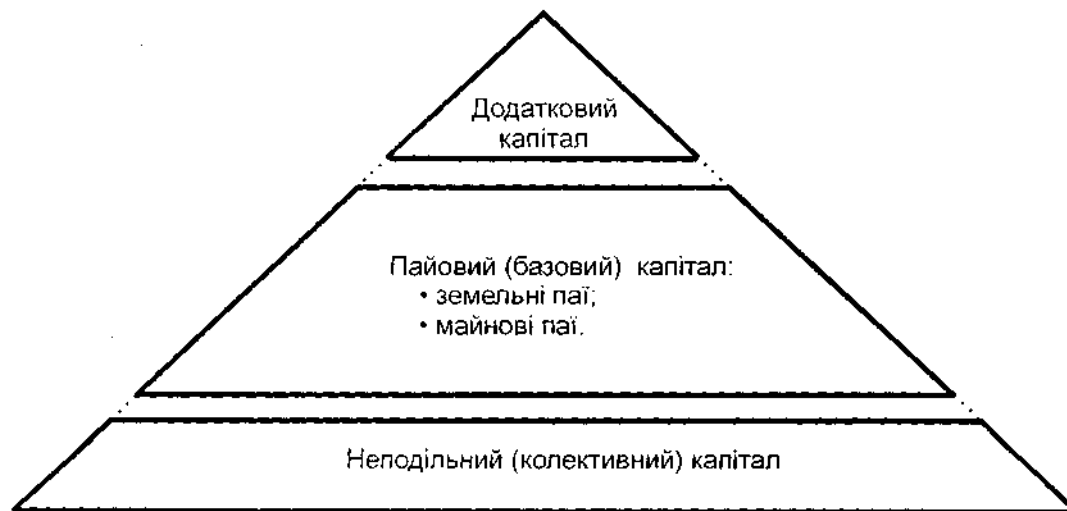 Додатковий
капітал
Пайовий (базовий) капітал:
• земельні паї;
• майнові паї.
Неподільний (колективний) капітал